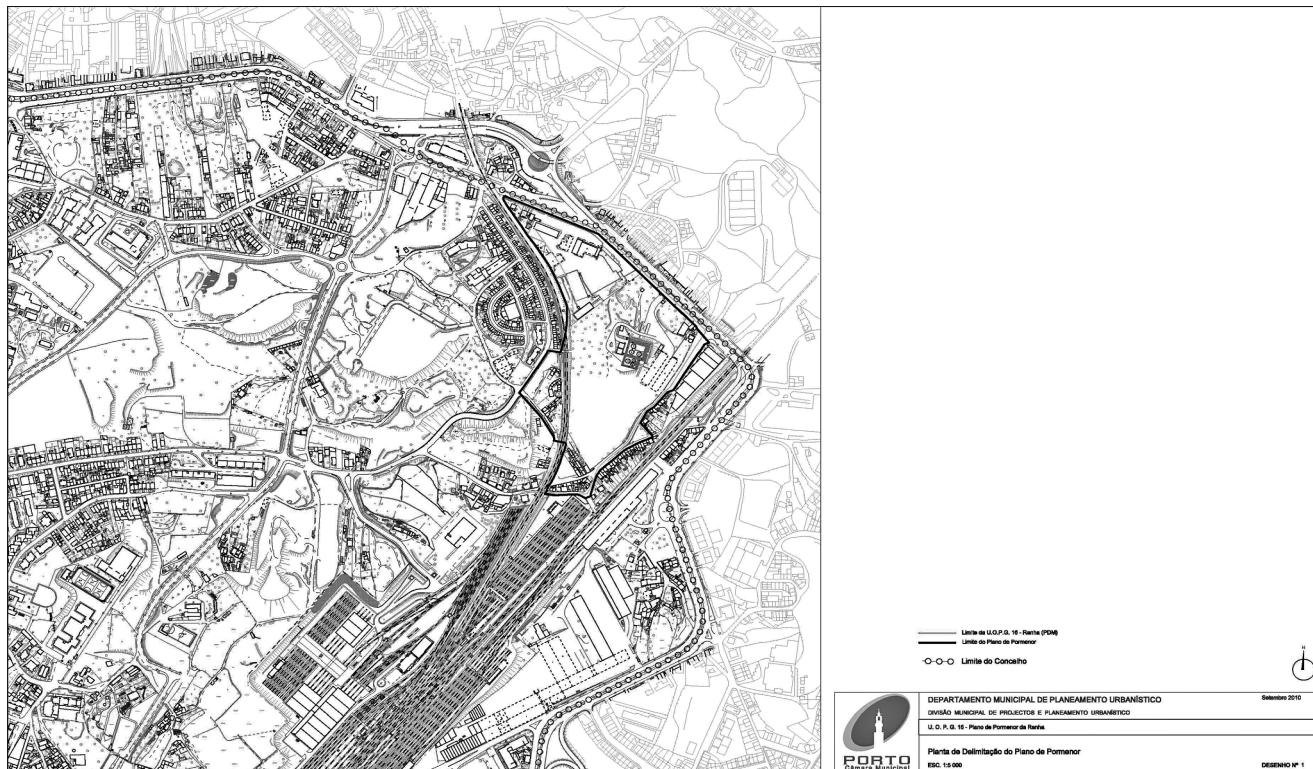 Limite da U.O.P.G. 16 - Ranha (PDM)
Limite do Plano de Pormenor
Limite do Concelho
N
DEPARTAMENTO MUNICIPAL DE PLANEAMENTO URBANÍSTICO
Setembro 2010
DIVISÃO MUNICIPAL DE PROJECTOS E PLANEAMENTO URBANÍSTICO
U. O. P. G. 16 - Plano de Pormenor da Ranha
Planta de Delimitação do Plano de Pormenor
ESC. 1:5 000
DESENHO Nº 1
PORTO
Câmara Municipal